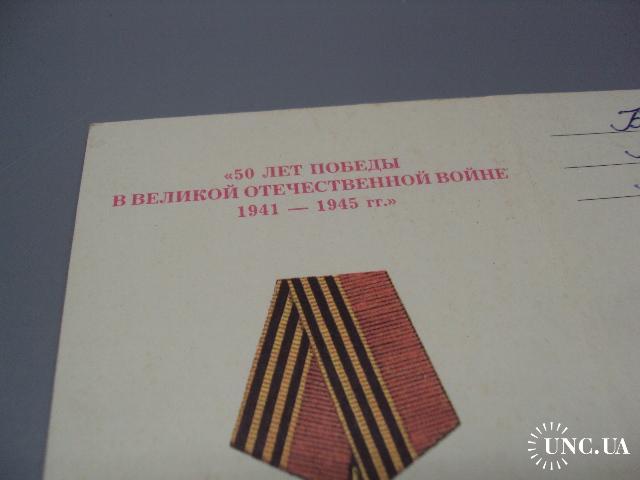 «50 ЛЕТ ПОБЕДЫ
В ВЕЛИКОЙ ОТЕЧЕСТВЕННОЙ ВОЙНЕ
1941 — 1945 гг.»
UNC.UA